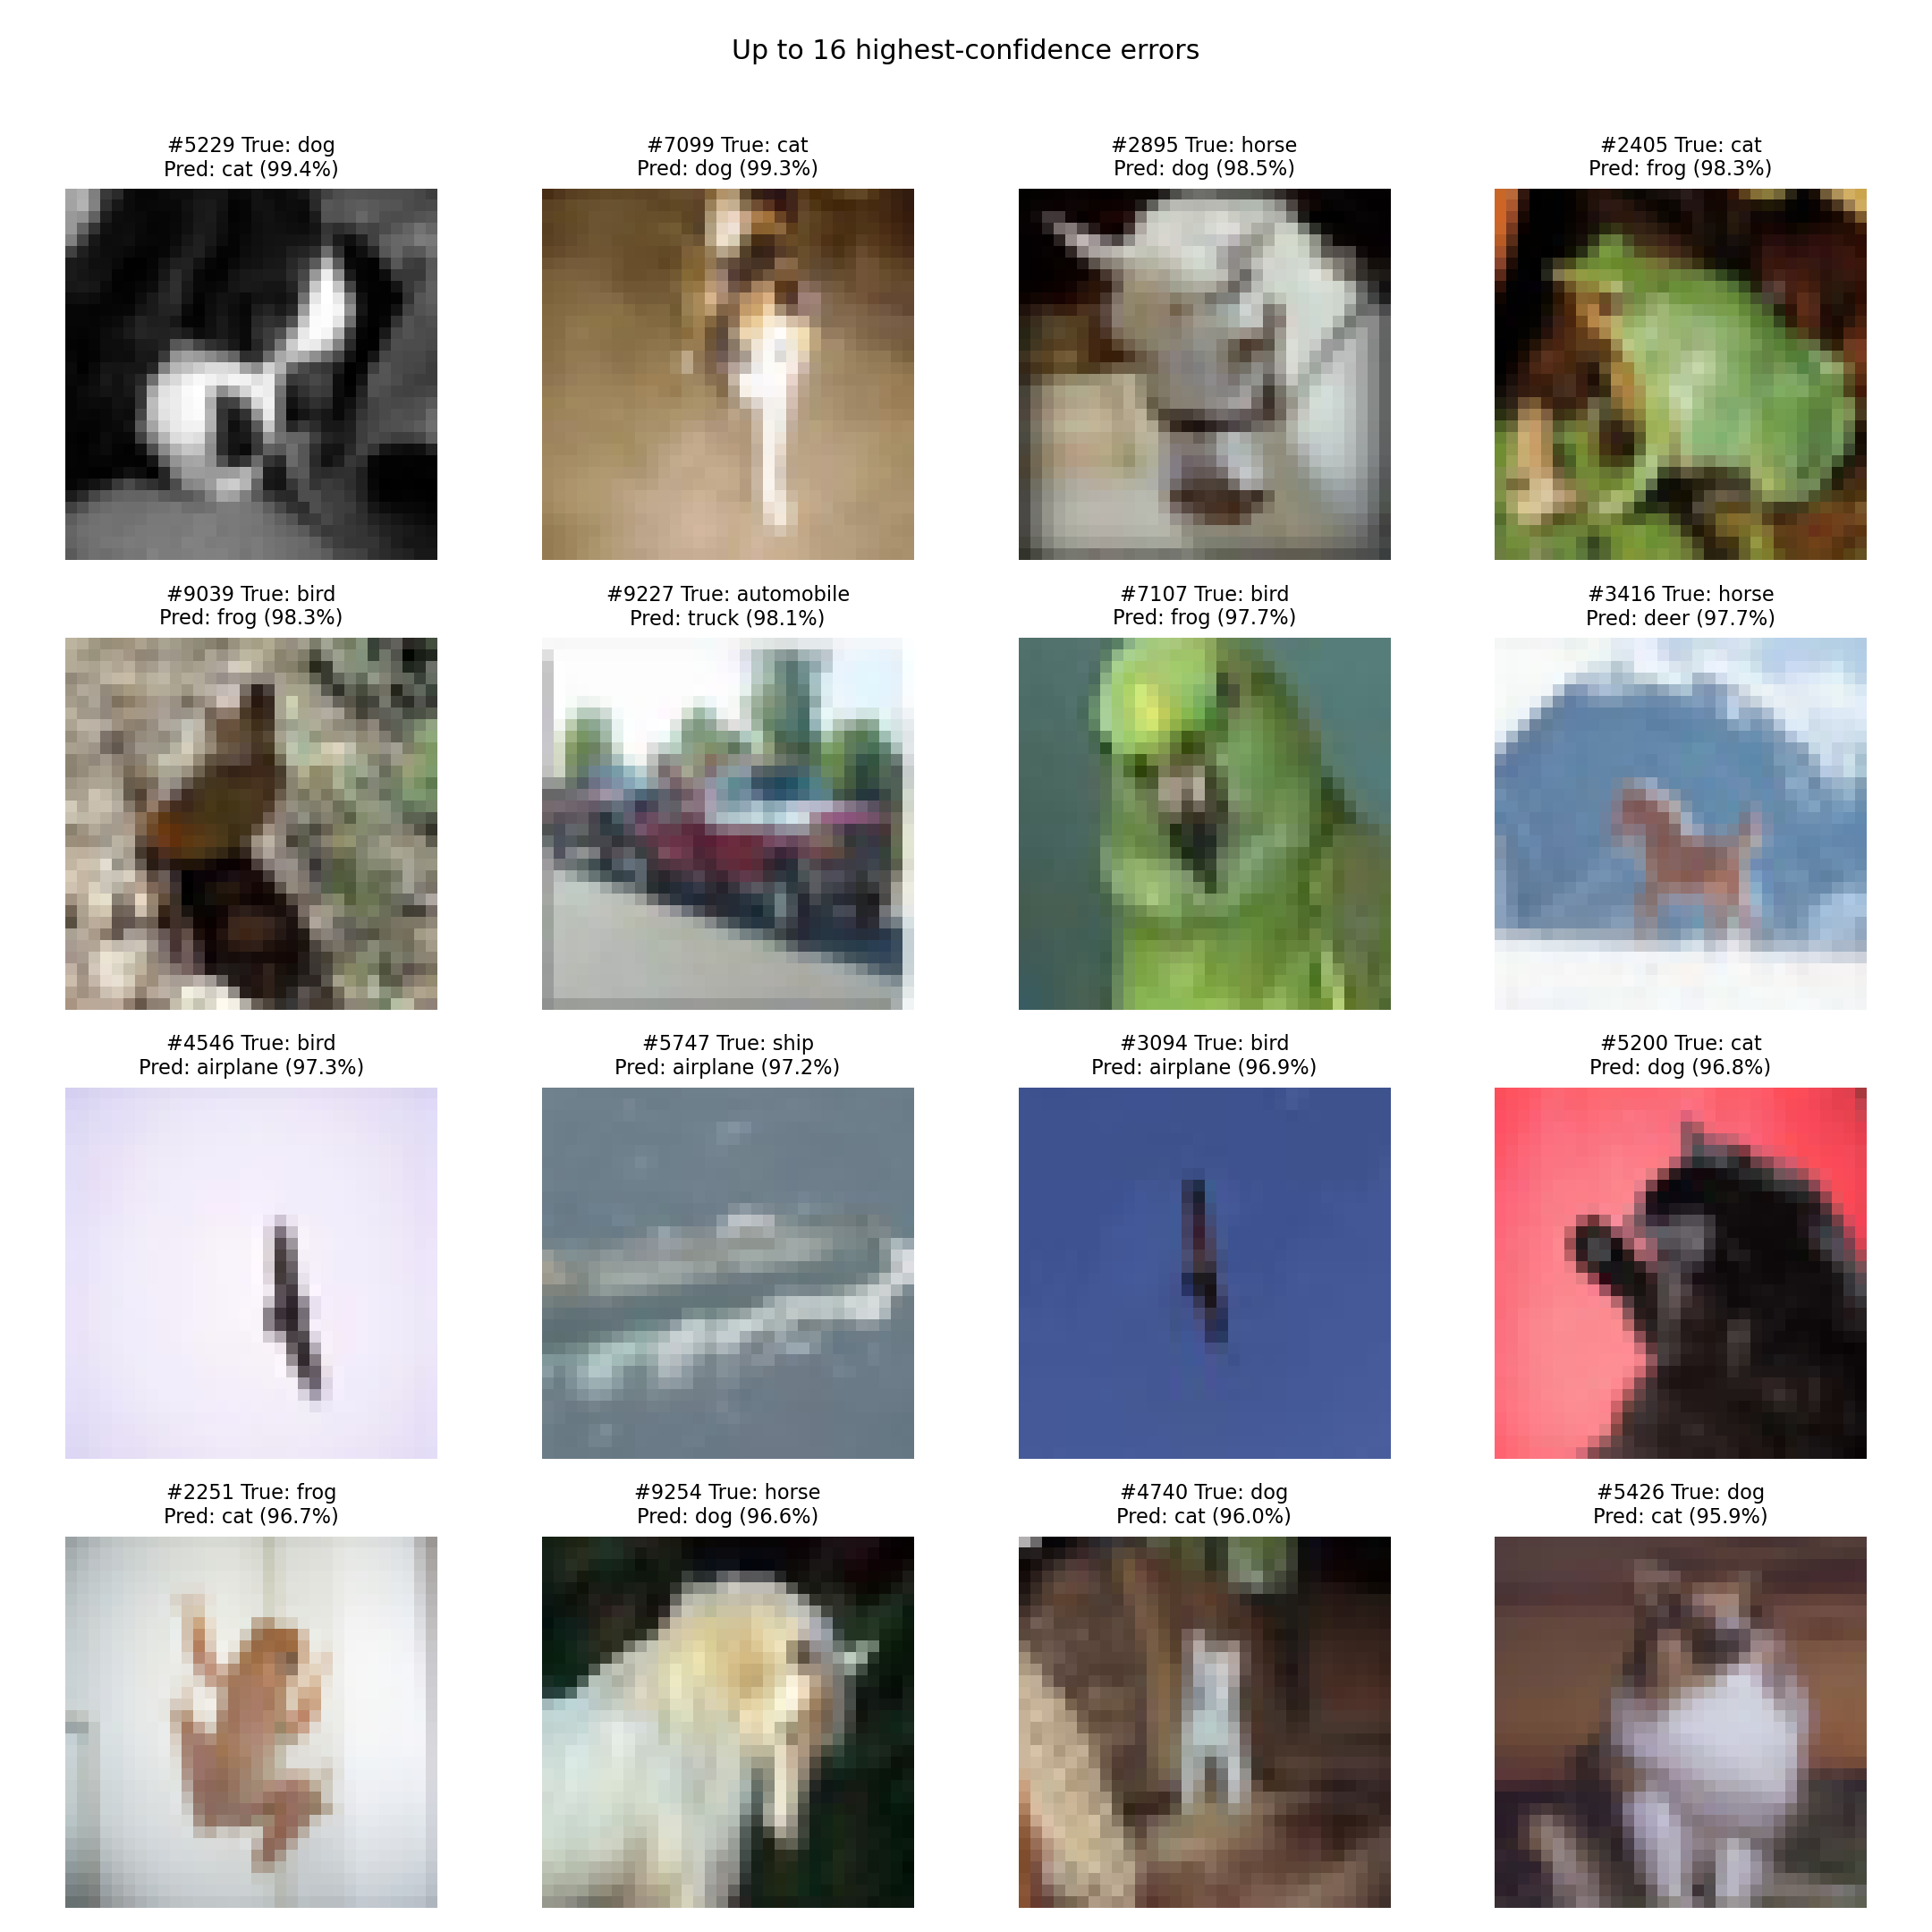 Up to 16 highest-confidence errors
#5229 True: dog
Pred: cat (99.4%)
#7099 True: cat
Pred: dog (99.3%)
#2895 True: horse
Pred: dog (98.5%)
#2405 True: cat
Pred: frog (98.3%)
#9039 True: bird
Pred: frog (98.3%)
#9227 True: automobile
Pred: truck (98.1%)
#7107 True: bird
Pred: frog (97.7%)
#3416 True: horse
Pred: deer (97.7%)
#4546 True: bird
Pred: airplane (97.3%)
#5747 True: ship
Pred: airplane (97.2%)
#3094 True: bird
Pred: airplane (96.9%)
#5200 True: cat
Pred: dog (96.8%)
#2251 True: frog
Pred: cat (96.7%)
#9254 True: horse
Pred: dog (96.6%)
#4740 True: dog
Pred: cat (96.0%)
#5426 True: dog
Pred: cat (95.9%)